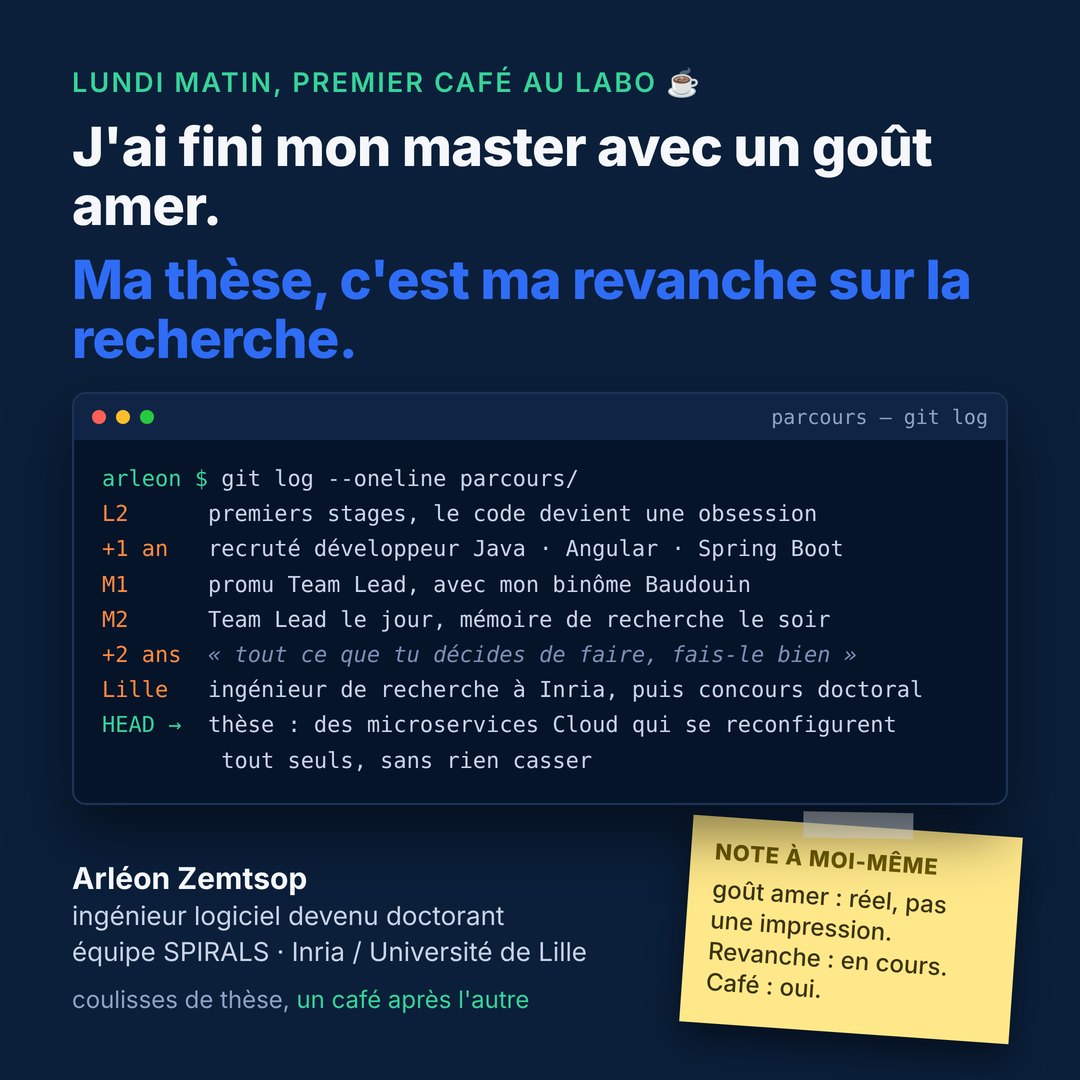 LUNDI MATIN, PREMIER CAFÉ AU LABO ☕
J'ai fini mon master avec un goût
amer.
Ma thèse, c'est ma revanche sur la
recherche.
parcours — git log
arleon $ git log --oneline parcours/
L2 premiers stages, le code devient une obsession
+1 an recruté développeur Java · Angular · Spring Boot
M1 promu Team Lead, avec mon binôme Baudouin
M2 Team Lead le jour, mémoire de recherche le soir
+2 ans « tout ce que tu décides de faire, fais-le bien »
Lille ingénieur de recherche à Inria, puis concours doctoral
HEAD → thèse : des microservices Cloud qui se reconfigurent
tout seuls, sans rien casser
Arléon Zemtsop
ingénieur logiciel devenu doctorant
équipe SPIRALS · Inria / Université de Lille
coulisses de thèse, un café après l'autre
NOTE À MOI-MÊME
goût amer : réel, pas
une impression.
Revanche : en cours.
Café : oui.